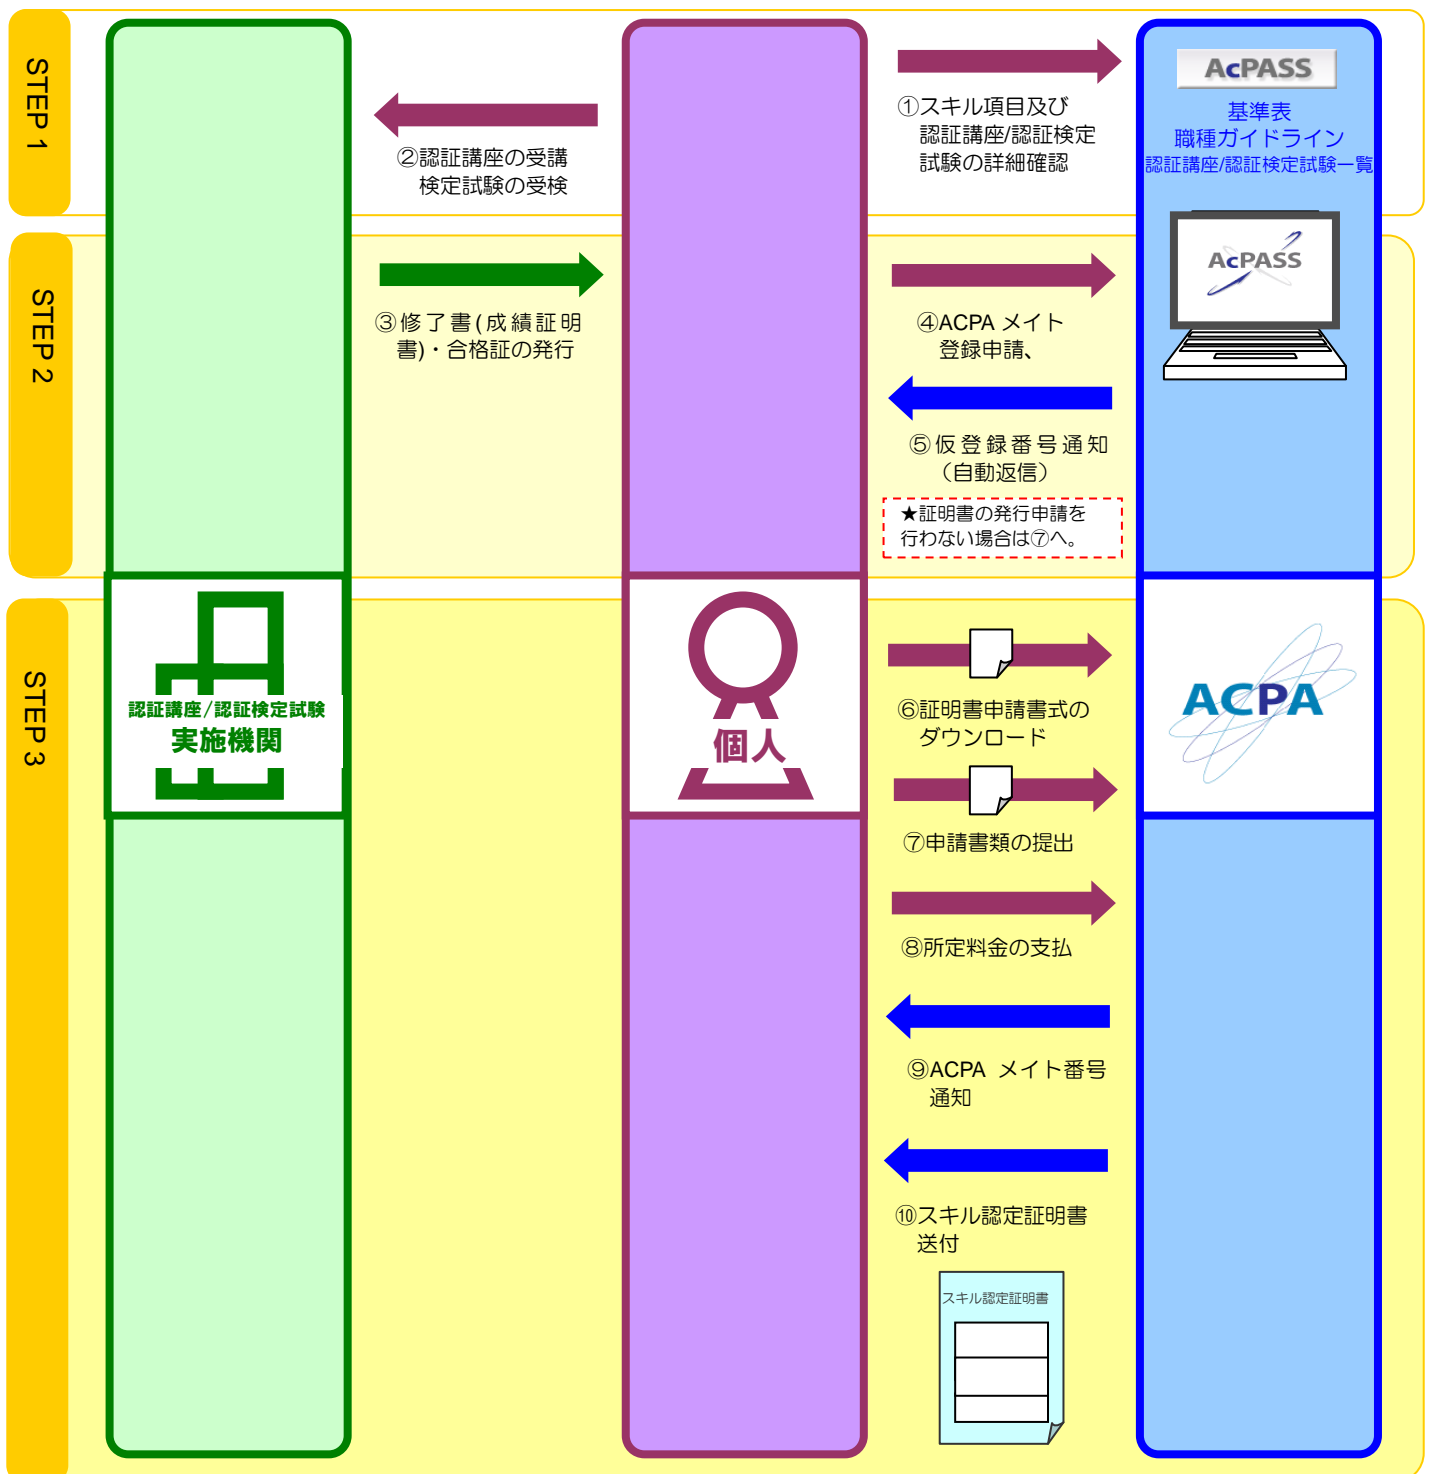 STEP 1
AcPASS
基準表
職種ガイドライン
認証講座/認証検定試験一覧
①スキル項目及び
認証講座/認証検定
試験の詳細確認
②認証講座の受講
検定試験の受検
STEP 2
AcPASS
③修了書(成績証明
書)・合格証の発行
④ACPA メイト
登録申請、
⑤仮登録番号通知
（自動返信）
★証明書の発行申請を
行わない場合は⑦へ。
STEP 3
認証講座/認証検定試験
実施機関
個人
ACPA
⑥証明書申請書式の
ダウンロード
⑦申請書類の提出
⑧所定料金の支払
⑨ACPA メイト番号
通知
⑩スキル認定証明書
送付
スキル認定証明書